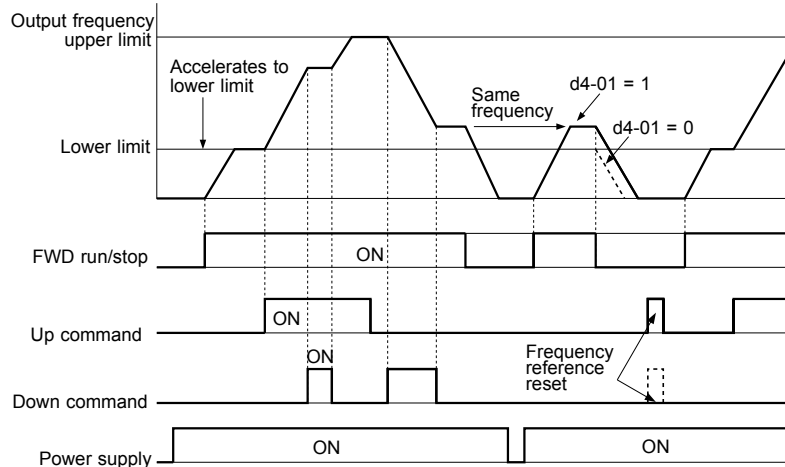 Output frequency
upper limit
Accelerates to
lower limit
Same
frequency
d4-01 = 1
d4-01 = 0
Lower limit
FWD run/stop
ON
Up command
ON
ON
Frequency
reference
reset
Down command
Power supply
ON
ON